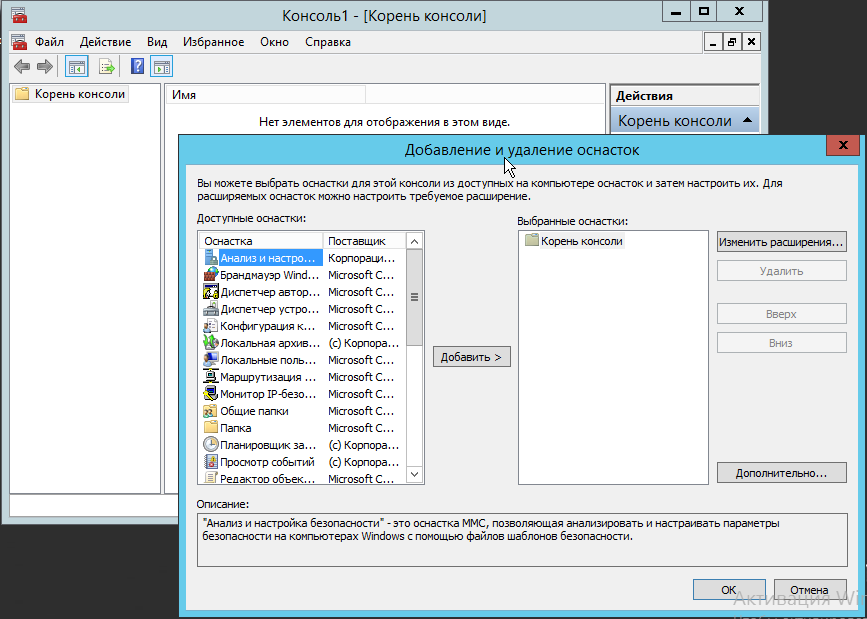 Консоль1 - [Корень консоли]
Файл Действие Вид Избранное Окно Справка
Корень консоли
Имя
Нет элементов для отображения в этом виде.
Действия
Корень консоли
Добавление и удаление оснасток
Вы можете выбрать оснастки для этой консоли из доступных на компьютере оснасток и затем настроить их. Для
расширяемых оснасток можно настроить требуемое расширение.
Доступные оснастки:
Оснастка Поставщик
Анализ и настро... Корпораци...
Брандмауэр Wind... Microsoft C...
Диспетчер автор... Microsoft C...
Диспетчер устро... Microsoft C...
Конфигурация к... Microsoft C...
Локальная архив... (c) Корпора...
Локальные поль... Microsoft C...
Маршрутизация ... Microsoft C...
Монитор IP-безо... Microsoft C...
Общие папки Microsoft C...
Папка Microsoft C...
Планировщик за... (c) Корпора...
Просмотр событий (c) Корпора...
Редактор объек... Microsoft C...
Добавить >
Выбранные оснастки:
Корень консоли
Изменить расширения...
Удалить
Вверх
Вниз
Дополнительно...
Описание:
"Анализ и настройка безопасности" - это оснастка MMC, позволяющая анализировать и настраивать параметры
безопасности на компьютерах Windows с помощью файлов шаблонов безопасности.
ОК Отмена
Активация Wi